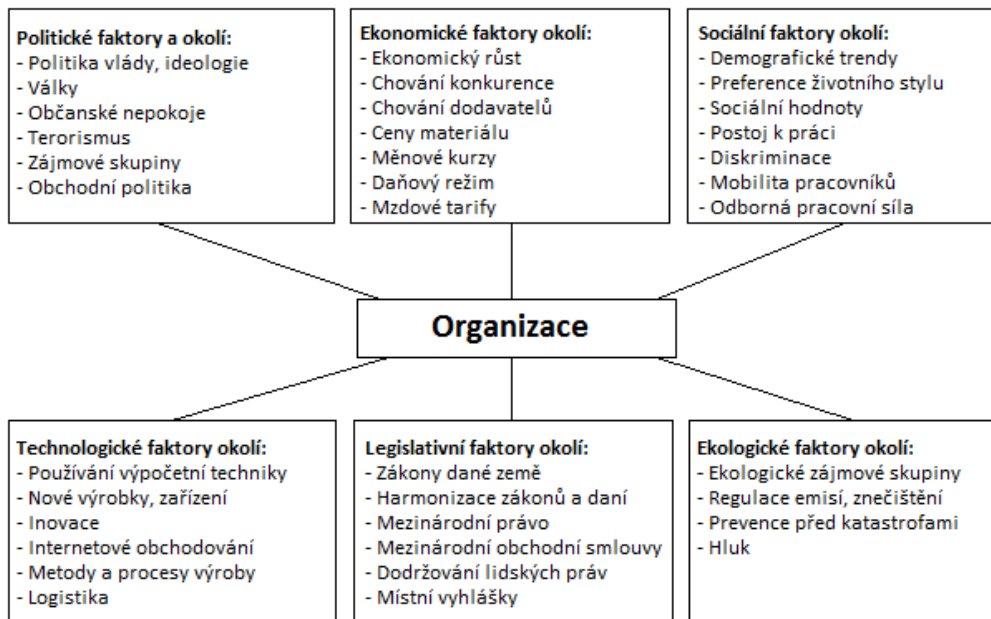 Politické faktory a okolí:
- Politika vlády, ideologie
- Války
- Občanské nepokoje
- Terorismus
- Zájmové skupiny
- Obchodní politika
Ekonomické faktory okolí:
- Ekonomický růst
- Chování konkurence
- Chování dodavatelů
- Ceny materiálu
- Měnové kurzy
- Daňový režim
- Mzdové tarify
Sociální faktory okolí:
- Demografické trendy
- Preference životního stylu
- Sociální hodnoty
- Postoj k práci
- Diskriminace
- Mobilita pracovníků
- Odborná pracovní síla
Organizace
Technologické faktory okolí:
- Používání výpočetní techniky
- Nové výrobky, zařízení
- Inovace
- Internetové obchodování
- Metody a procesy výroby
- Logistika
Legislativní faktory okolí:
- Zákony dané země
- Harmonizace zákonů a daní
- Mezinárodní právo
- Mezinárodní obchodní smlouvy
- Dodržování lidských práv
- Místní vyhlášky
Ekologické faktory okolí:
- Ekologické zájmové skupiny
- Regulace emisí, znečištění
- Prevence před katastrofami
- Hluk